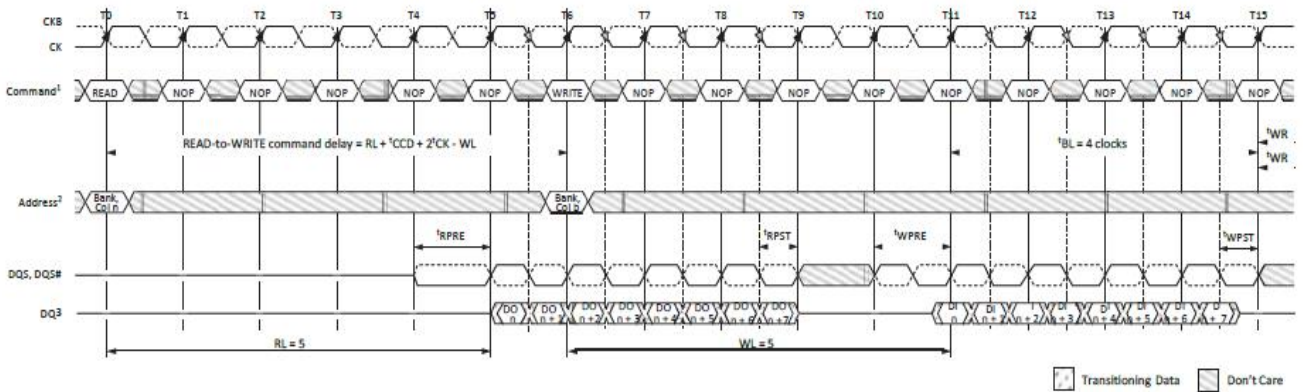 T0 T1 T2 T3 T4 T5 T6 T7 T8 T9 T10 T11 T12 T13 T14 T15
CKB
CK
Command¹ READ NOP NOP NOP NOP NOP WRITE NOP NOP NOP NOP NOP NOP NOP NOP NOP
READ-to-WRITE command delay = RL + ᵗCCD + 2ᵗCK - WL
ᵗBL = 4 clocks
ᵗWR
ᵗWR
Address² Bank, Col n Bank, Col b
ᵗRPRE ᵗRPST ᵗWPRE ᵗWPST
DQS, DQS#
DQ3 DO n DO n + 1 DO n + 2 DO n + 3 DO n + 4 DO n + 5 DO n + 6 DO n + 7 DI n DI n + 1 n + 2 DI n + 3 DI n + 4 DI n + 5 DI n + 6 DI n + 7
RL = 5 WL = 5
Transitioning Data Don't Care